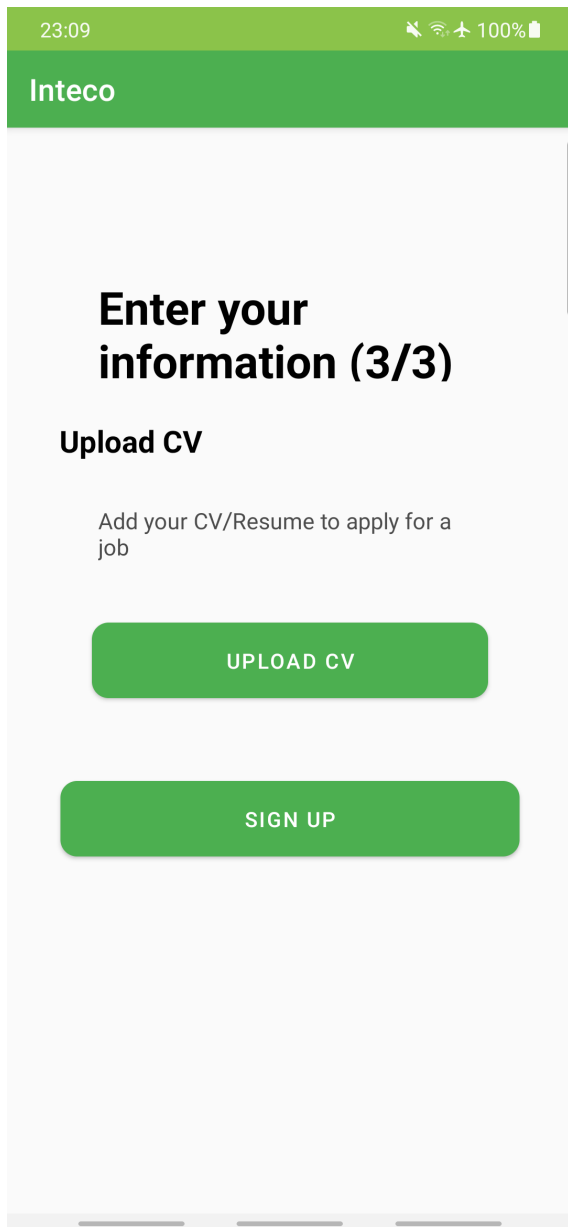 23:09 100%
Inteco
Enter your
information (3/3)
Upload CV
Add your CV/Resume to apply for a
job
UPLOAD CV
SIGN UP